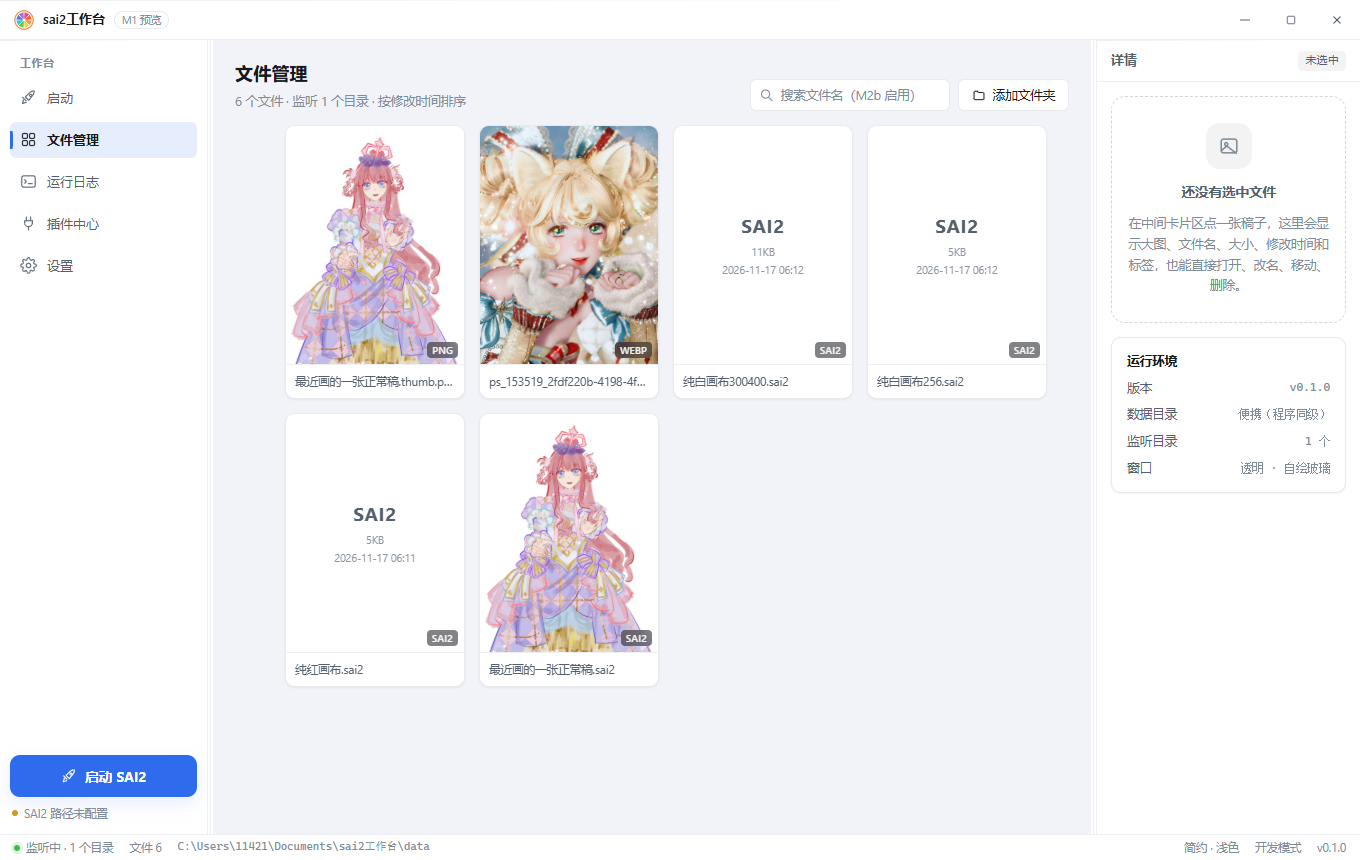 sai2工作台 M1 预览
工作台
启动
文件管理
运行日志
插件中心
设置
启动 SAI2
SAI2 路径未配置
文件管理
6 个文件 · 监听 1 个目录 · 按修改时间排序
搜索文件名（M2b 启用）
添加文件夹
PNG
最近画的一张正常稿.thumb.p...
WEBP
ps_153519_2fdf220b-4198-4f...
SAI2
11KB
2026-11-17 06:12
SAI2
纯白画布300400.sai2
SAI2
5KB
2026-11-17 06:12
SAI2
纯白画布256.sai2
SAI2
5KB
2026-11-17 06:11
SAI2
纯红画布.sai2
SAI2
最近画的一张正常稿.sai2
详情
未选中
还没有选中文件
在中间卡片区点一张稿子，这里会显
示大图、文件名、大小、修改时间和
标签，也能直接打开、改名、移动、
删除。
运行环境
版本 v0.1.0
数据目录 便携（程序同级）
监听目录 1 个
窗口 透明 · 自绘玻璃
监听中 · 1 个目录 文件 6 C:\Users\11421\Documents\sai2工作台\data
简约 · 浅色 开发模式 v0.1.0